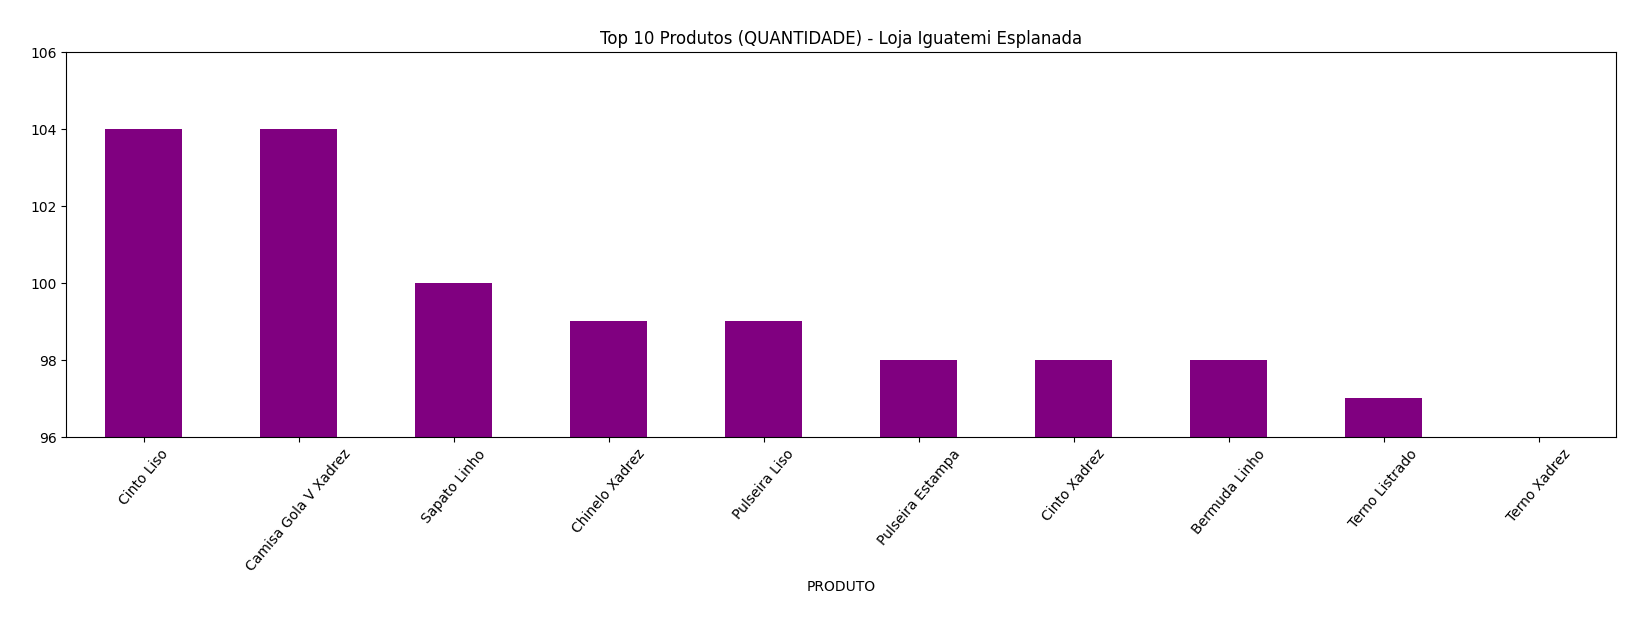 Top 10 Produtos (QUANTIDADE) - Loja Iguatemi Esplanada
106
104
102
100
98
96
Cinto Liso
Camisa Gola V Xadrez
Sapato Linho
Chinelo Xadrez
Pulseira Liso
Pulseira Estampa
Cinto Xadrez
Bermuda Linho
Terno Listrado
Terno Xadrez
PRODUTO